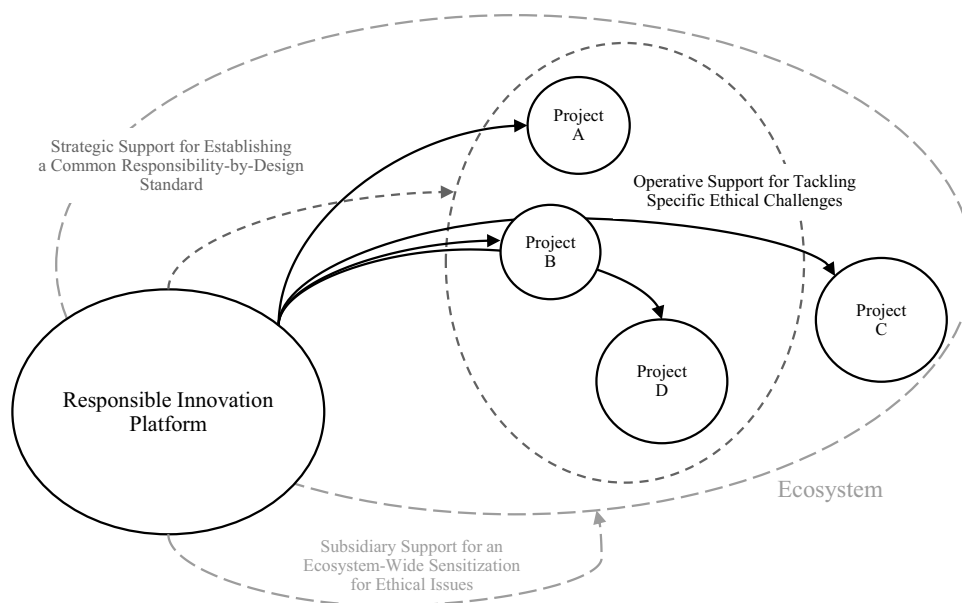 Project
A
Strategic Support for Establishing
a Common Responsibility-by-Design
Standard
Operative Support for Tackling
Specific Ethical Challenges
Project
B
Project
C
Project
D
Responsible Innovation
Platform
Ecosystem
Subsidiary Support for an
Ecosystem-Wide Sensitization
for Ethical Issues